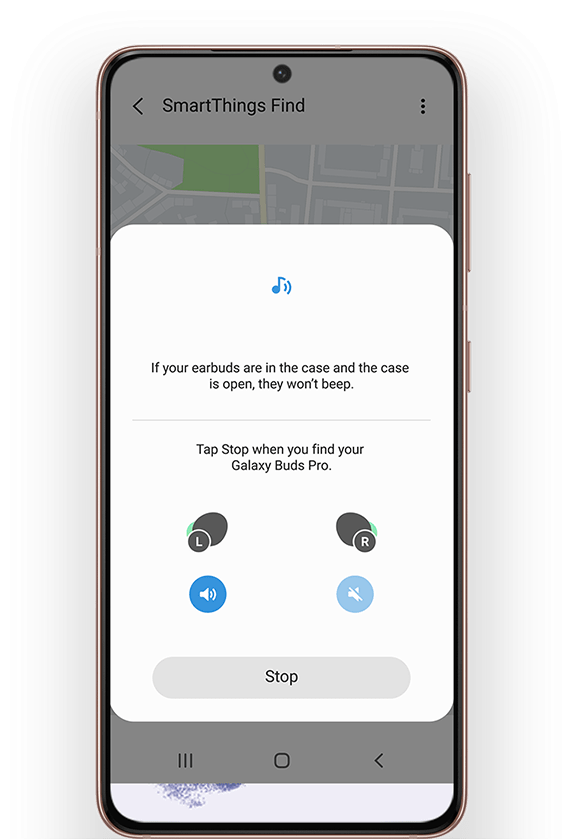 SmartThings Find
If your earbuds are in the case and the case
is open, they won't beep.
Tap Stop when you find your
Galaxy Buds Pro.
L
R
Stop